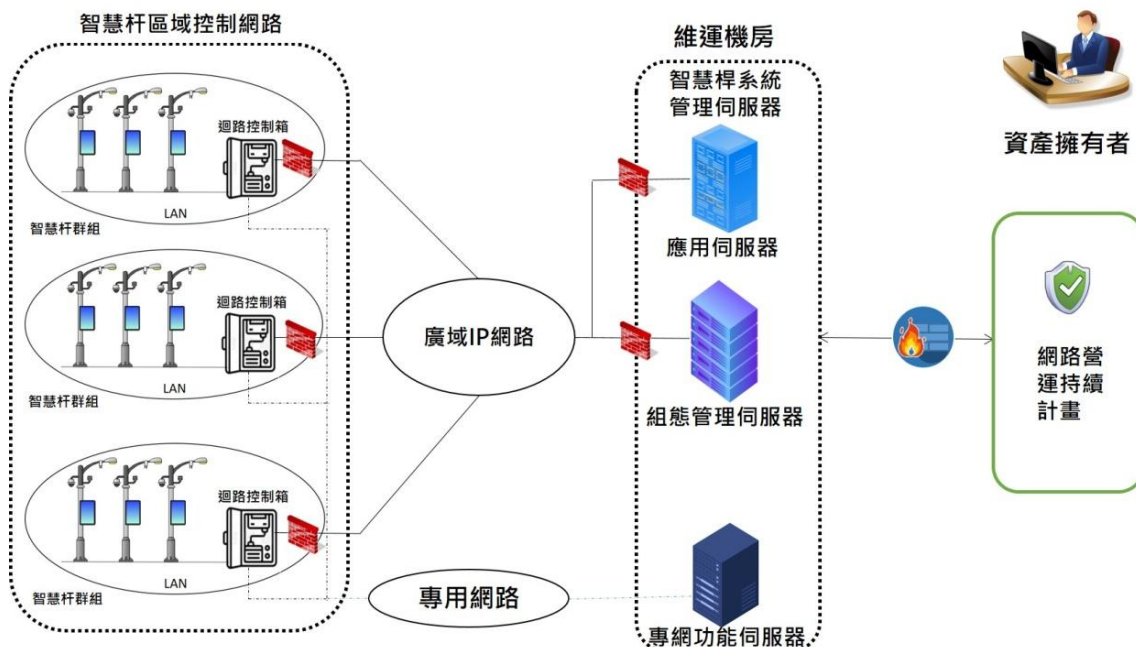 智慧杆區域控制網路
迴路控制箱
LAN
智慧杆群組
迴路控制箱
LAN
智慧杆群組
迴路控制箱
LAN
智慧杆群組
廣域IP網路
專用網路
維運機房
智慧桿系統
管理伺服器
應用伺服器
組態管理伺服器
專網功能伺服器
資產擁有者
網路營
運持續
計畫